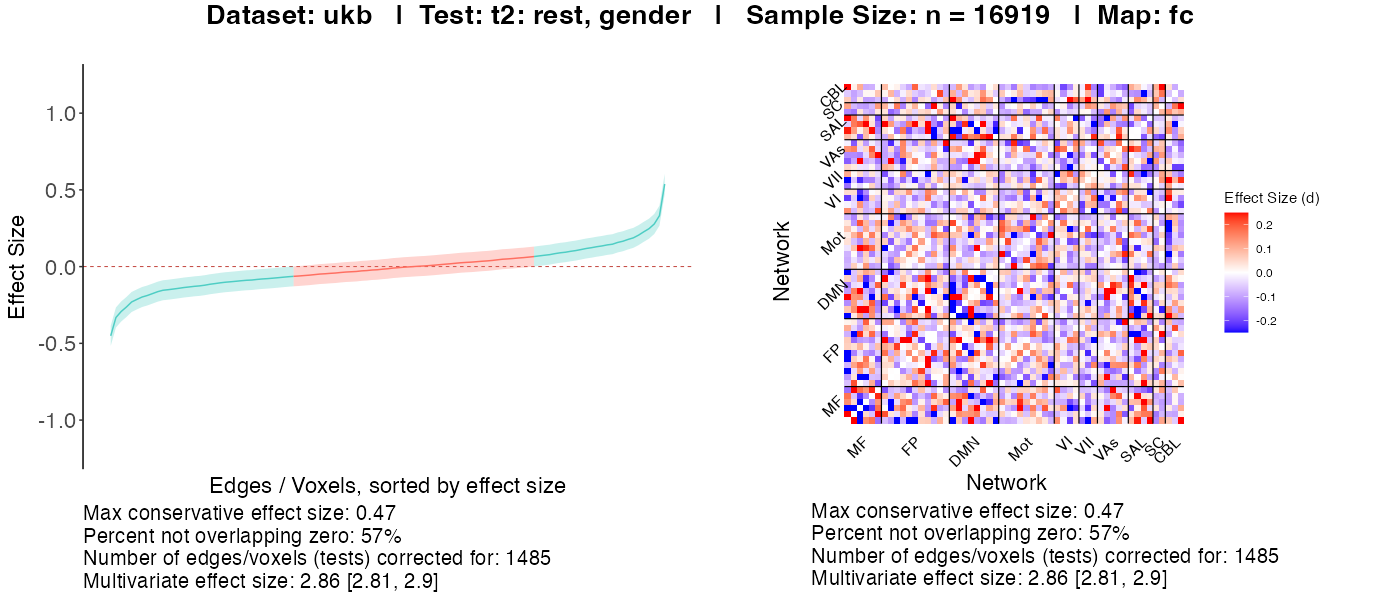 Dataset: ukb | Test: t2: rest, gender | Sample Size: n = 16919 | Map: fc
Effect Size
1.0
0.5
0.0
-0.5
-1.0
Edges / Voxels, sorted by effect size
Max conservative effect size: 0.47
Percent not overlapping zero: 57%
Number of edges/voxels (tests) corrected for: 1485
Multivariate effect size: 2.86 [2.81, 2.9]
Network
CBL
SC
SAL
VAs
VII
VI
Mot
DMN
FP
MF
MF
FP
DMN
Mot
VI
VII
VAs
SAL
SC
CBL
Network
Effect Size (d)
0.2
0.1
0.0
-0.1
-0.2
Max conservative effect size: 0.47
Percent not overlapping zero: 57%
Number of edges/voxels (tests) corrected for: 1485
Multivariate effect size: 2.86 [2.81, 2.9]